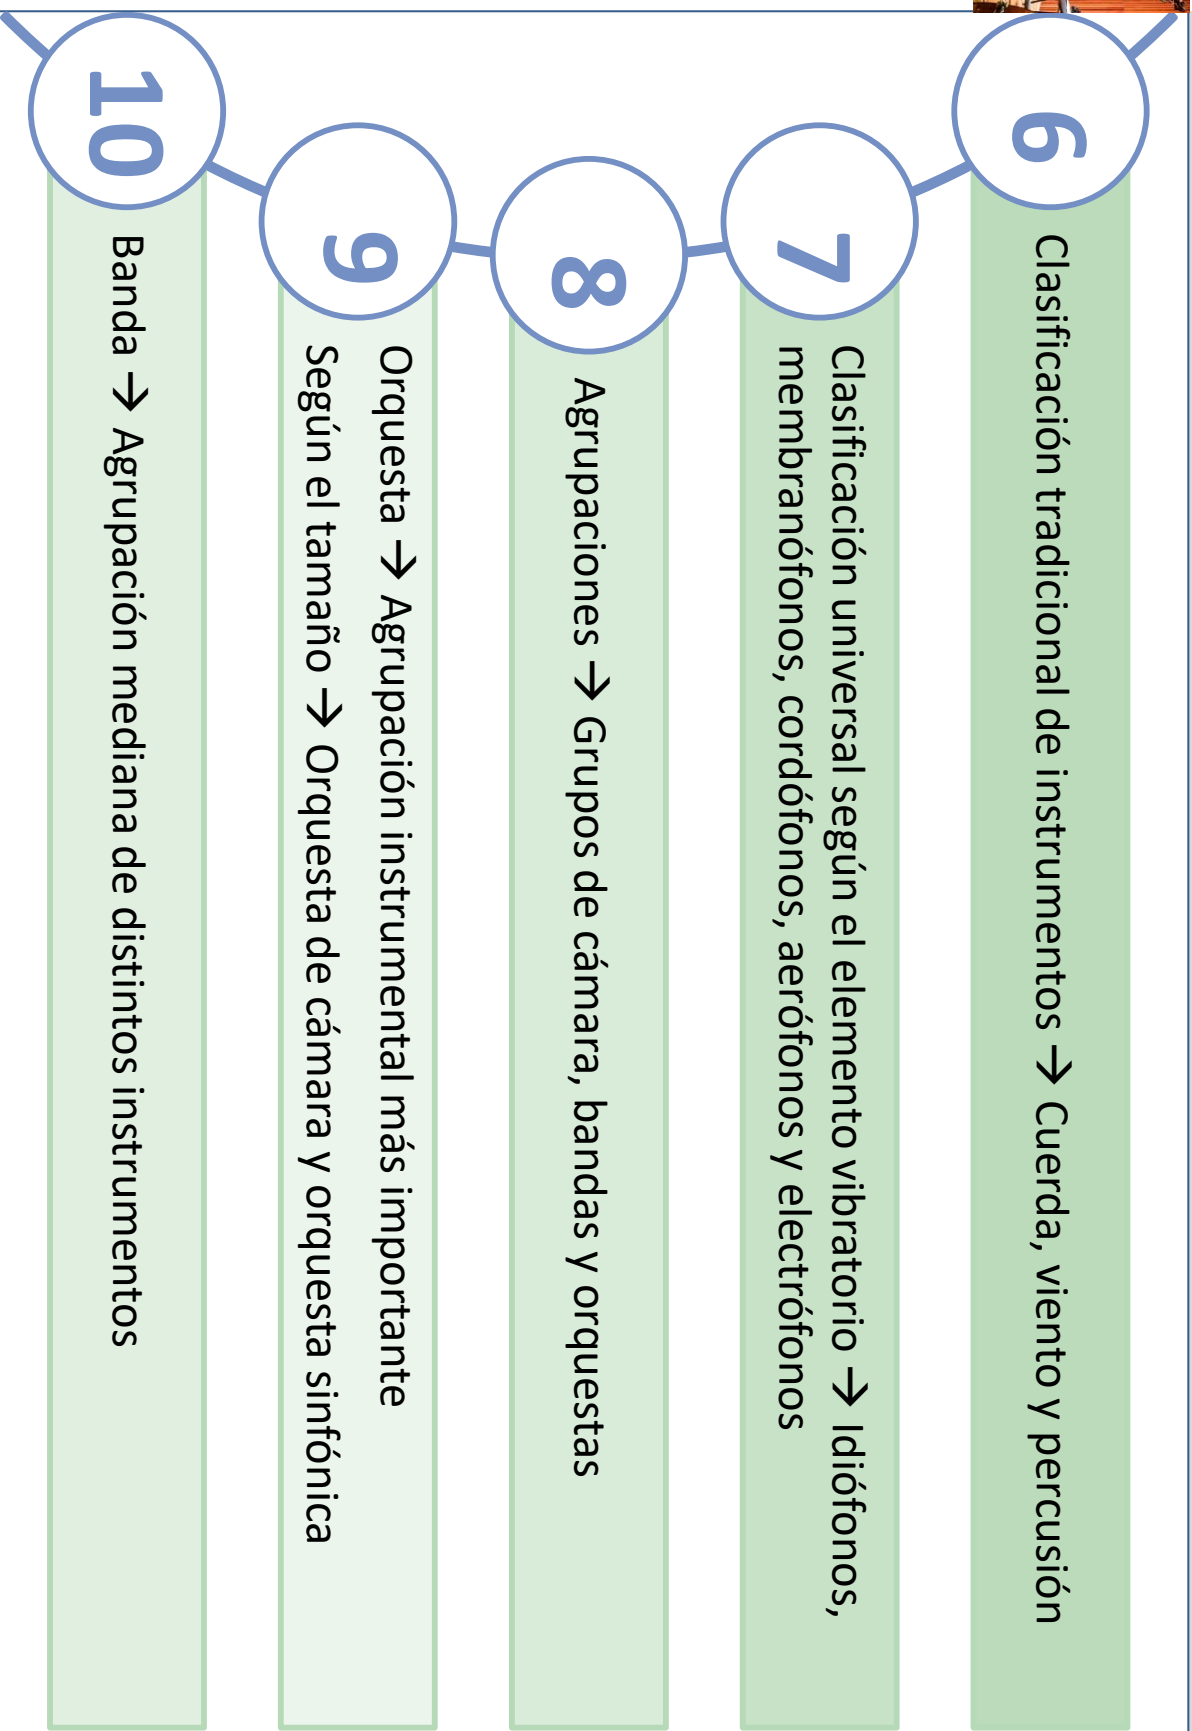 6
Clasificación tradicional de instrumentos → Cuerda, viento y percusión
7
Clasificación universal según el elemento vibratorio → Idiófonos,
membranófonos, cordófonos, aerófonos y electrófonos
8
Agrupaciones → Grupos de cámara, bandas y orquestas
9
Orquesta → Agrupación instrumental más importante
Según el tamaño → Orquesta de cámara y orquesta sinfónica
10
Banda → Agrupación mediana de distintos instrumentos